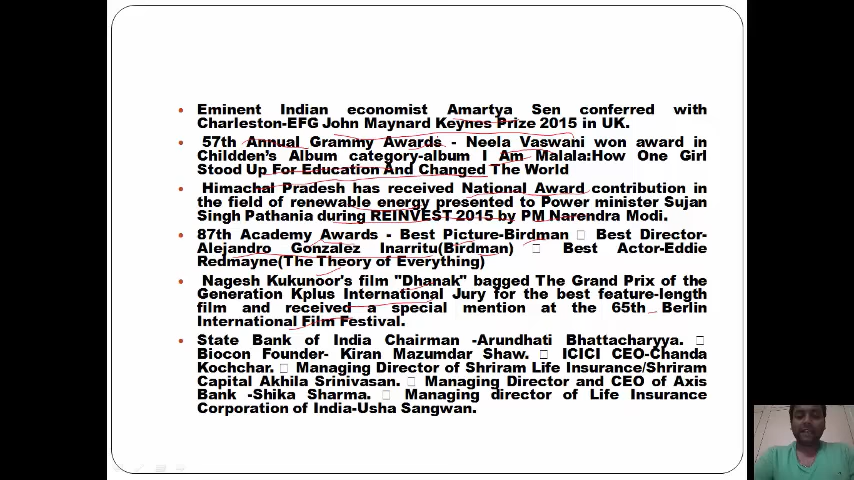 Eminent Indian economist Amartya Sen conferred with
Charleston-EFG John Maynard Keynes Prize 2015 in UK.
57th Annual Grammy Awards - Neela Vaswani won award in
Childden's Album category-album I Am Malala:How One Girl
Stood Up For Education And Changed The World
Himachal Pradesh has received National Award contribution in
the field of renewable energy presented to Power minister Sujan
Singh Pathania during REINVEST 2015 by PM Narendra Modi.
87th Academy Awards - Best Picture-Birdman □ Best Director-
Alejandro Gonzalez Inarritu(Birdman) □ Best Actor-Eddie
Redmayne(The Theory of Everything)
Nagesh Kukunoor's film "Dhanak" bagged The Grand Prix of the
Generation Kplus International Jury for the best feature-length
film and received a special mention at the 65th Berlin
International Film Festival.
State Bank of India Chairman -Arundhati Bhattacharyya. □
Biocon Founder- Kiran Mazumdar Shaw. □ ICICI CEO-Chanda
Kochchar. □ Managing Director of Shriram Life Insurance/Shriram
Capital Akhila Srinivasan. □ Managing Director and CEO of Axis
Bank -Shika Sharma. □ Managing director of Life Insurance
Corporation of India-Usha Sangwan.